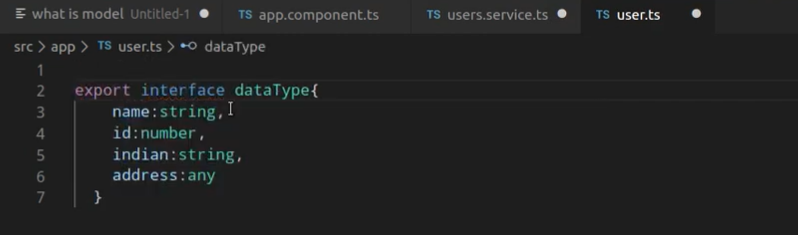 what is model Untitled-1 TS app.component.ts TS users.service.ts TS user.ts
src > app > TS user.ts > dataType
1
2 export interface dataType{
3 name:string,
4 id:number,
5 indian:string,
6 address:any
7 }